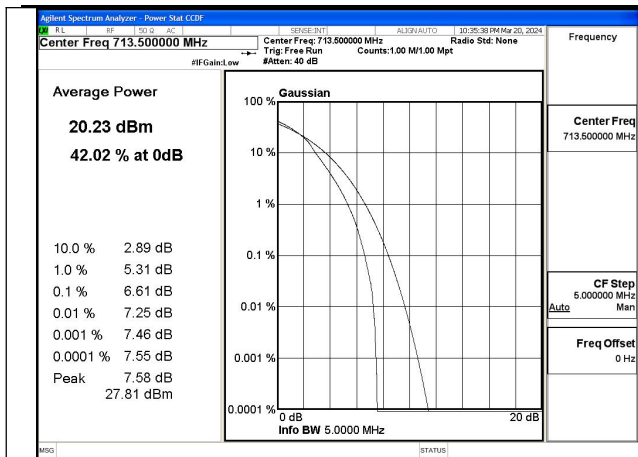 Agilent Spectrum Analyzer - Power Stat CCDF
LXI RL RF 50 Ω AC SENSE:INT ALIGNAUTO 10:35:38 PM Mar 20, 2024
Center Freq 713.500000 MHz
Center Freq: 713.500000 MHz Radio Std: None
Trig: Free Run Counts:1.00 M/1.00 Mpt
#IFGain:Low #Atten: 40 dB
Frequency
Average Power
20.23 dBm
42.02 % at 0dB
10.0 % 2.89 dB
1.0 % 5.31 dB
0.1 % 6.61 dB
0.01 % 7.25 dB
0.001 % 7.46 dB
0.0001 % 7.55 dB
Peak 7.58 dB
27.81 dBm
Gaussian
100 %
10 %
1 %
0.1 %
0.01 %
0.001 %
0.0001 %
0 dB 20 dB
Info BW 5.0000 MHz
Center Freq
713.500000 MHz
CF Step
5.000000 MHz
Auto Man
Freq Offset
0 Hz
MSG STATUS